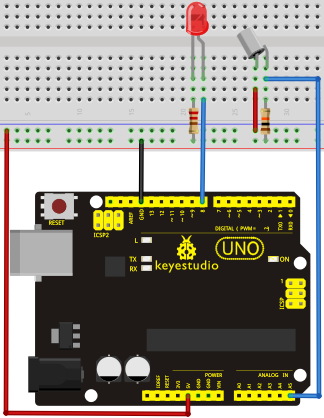 RESET
ICSP2
AREF
GND
13
12
~11
~10
~9
8
7
~6
~5
4
~3
2
TX
RX
DIGITAL ( PWM= ~)
L
TX
RX
keyestudio
UNO
ON
1
ICSP
POWER
ANALOG IN
IOREF
RESET
3V3
5V
GND
GND
VIN
A0
A1
A2
A3
A4
A5